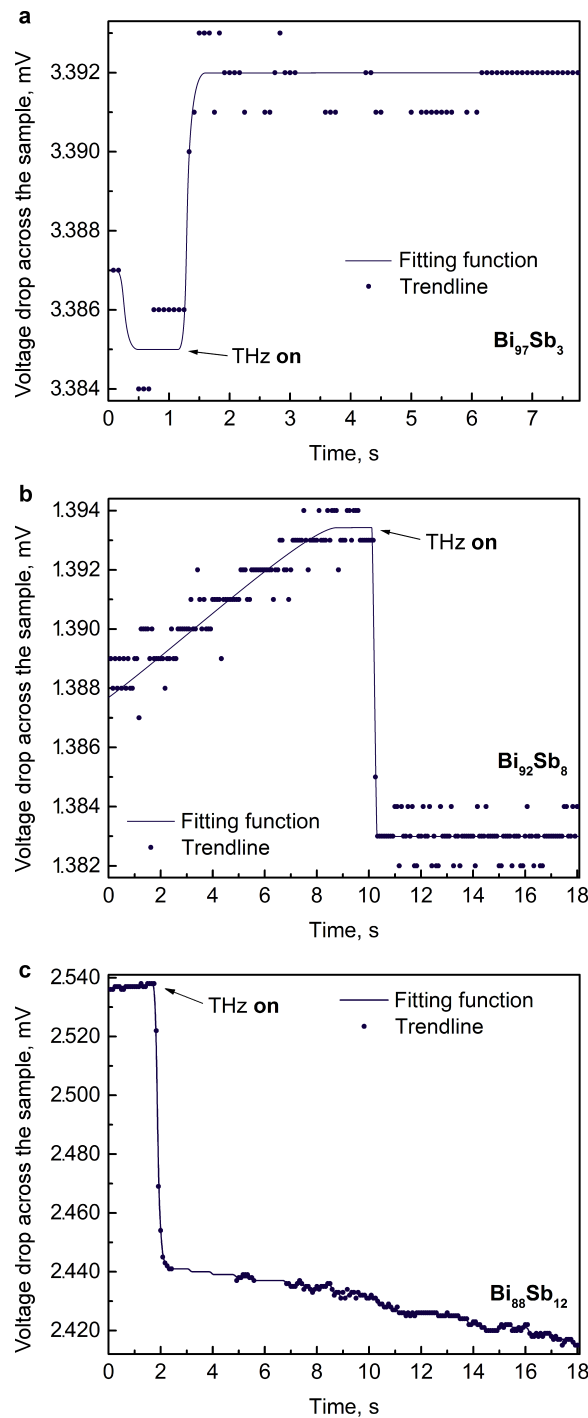 a
Voltage drop across the sample, mV
3.392
3.390
3.388
3.386
3.384
Fitting function
Trendline
THz on
Bi97Sb3
0 1 2 3 4 5 6 7
Time, s
b
Voltage drop across the sample, mV
1.394
1.392
1.390
1.388
1.386
1.384
1.382
THz on
Bi92Sb8
Fitting function
Trendline
0 2 4 6 8 10 12 14 16 18
Time, s
c
Voltage drop across the sample, mV
2.540
2.520
2.500
2.480
2.460
2.440
2.420
THz on
Fitting function
Trendline
Bi88Sb12
0 2 4 6 8 10 12 14 16 18
Time, s